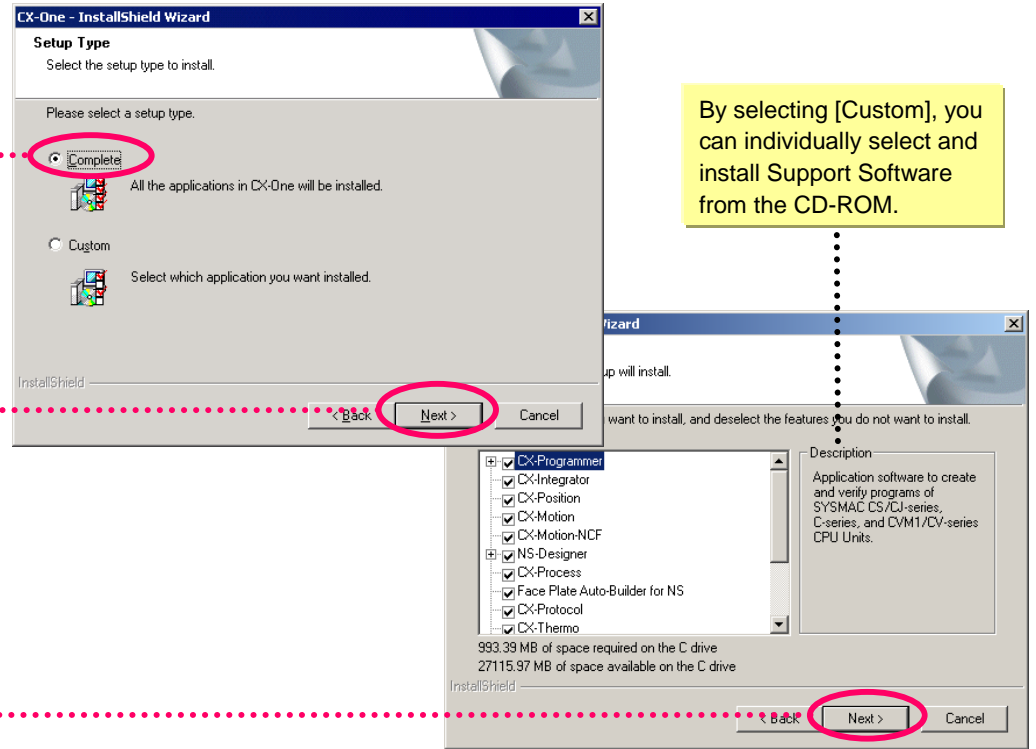 CX-One - InstallShield Wizard
Setup Type
Select the setup type to install.
Please select a setup type.
Complete
All the applications in CX-One will be installed.
Custom
Select which application you want installed.
InstallShield
< Back
Next >
Cancel
By selecting [Custom], you
can individually select and
install Support Software
from the CD-ROM.
Wizard
up will install.
want to install, and deselect the features you do not want to install.
CX-Programmer
CX-Integrator
CX-Position
CX-Motion
CX-Motion-NCF
NS-Designer
CX-Process
Face Plate Auto-Builder for NS
CX-Protocol
CX-Thermo
Description
Application software to create
and verify programs of
SYSMAC CS/CJ-series,
C-series, and CVM1/CV-series
CPU Units.
993.39 MB of space required on the C drive
27115.97 MB of space available on the C drive
InstallShield
< Back
Next >
Cancel